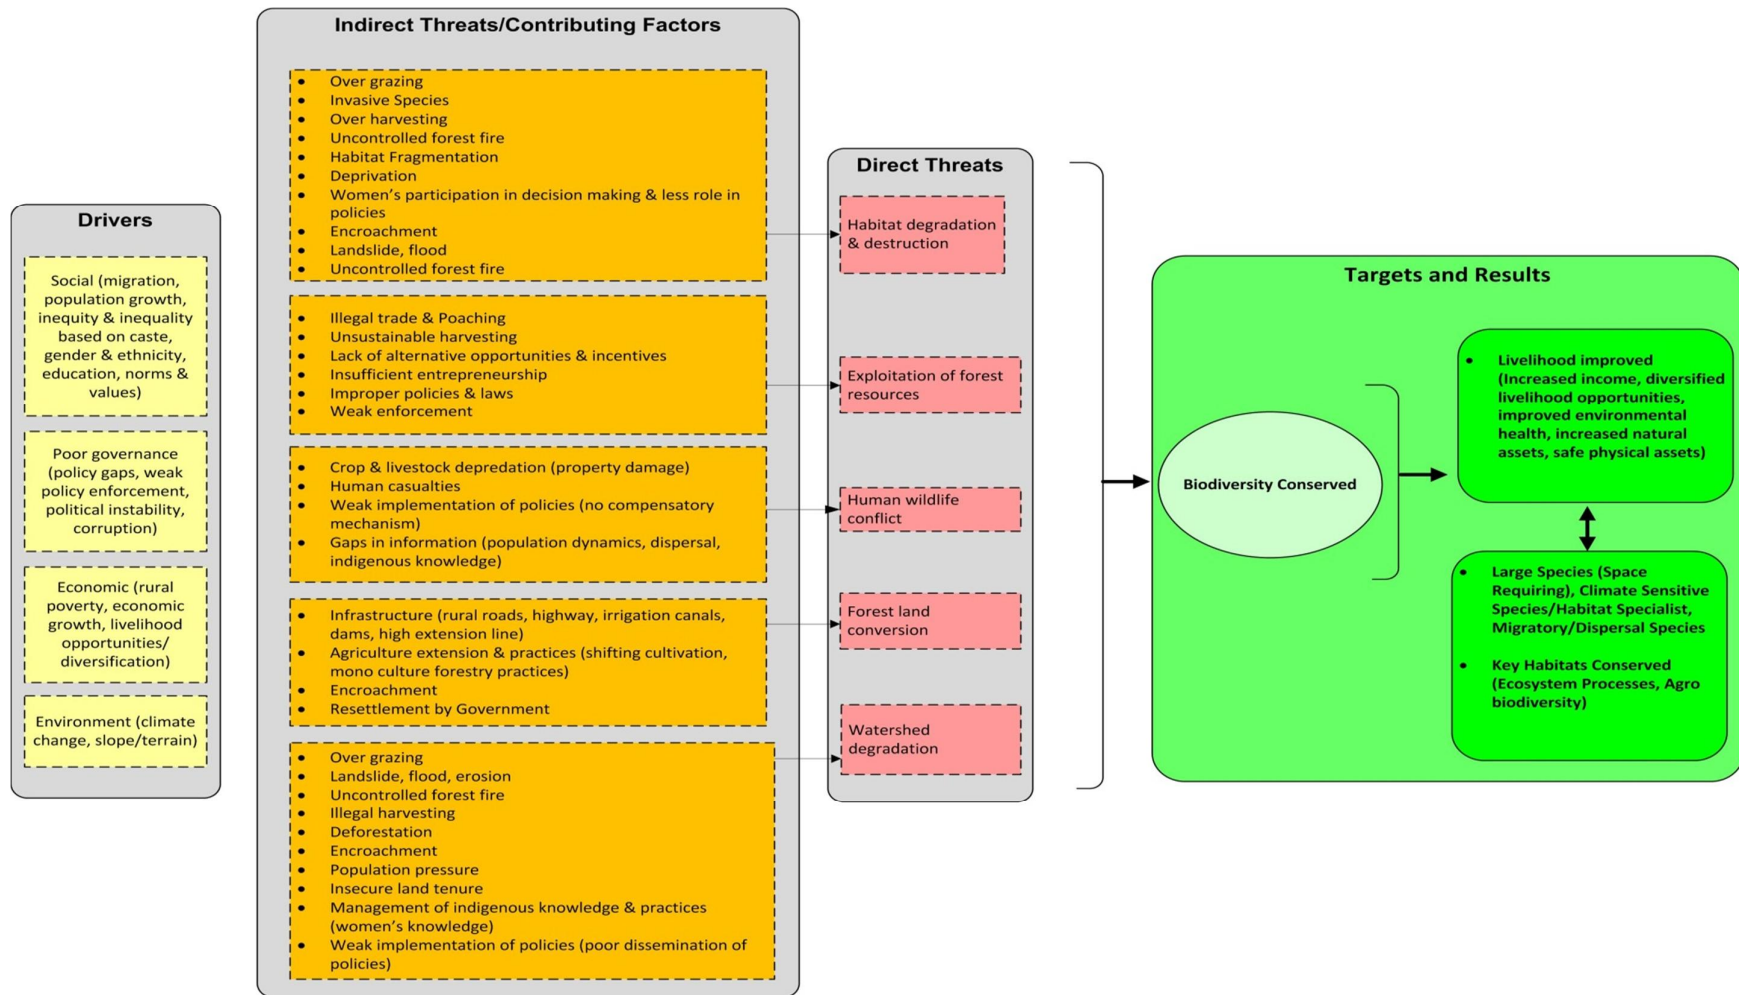 Drivers
Social (migration,
population growth,
inequity & inequality
based on caste,
gender & ethnicity,
education, norms &
values)
Poor governance
(policy gaps, weak
policy enforcement,
political instability,
corruption)
Economic (rural
poverty, economic
growth, livelihood
opportunities/
diversification)
Environment (climate
change, slope/terrain)
Indirect Threats/Contributing Factors
• Over grazing
• Invasive Species
• Over harvesting
• Uncontrolled forest fire
• Habitat Fragmentation
• Deprivation
• Women’s participation in decision making & less role in
policies
• Encroachment
• Landslide, flood
• Uncontrolled forest fire
• Illegal trade & Poaching
• Unsustainable harvesting
• Lack of alternative opportunities & incentives
• Insufficient entrepreneurship
• Improper policies & laws
• Weak enforcement
• Crop & livestock depredation (property damage)
• Human casualties
• Weak implementation of policies (no compensatory
mechanism)
• Gaps in information (population dynamics, dispersal,
indigenous knowledge)
• Infrastructure (rural roads, highway, irrigation canals,
dams, high extension line)
• Agriculture extension & practices (shifting cultivation,
mono culture forestry practices)
• Encroachment
• Resettlement by Government
• Over grazing
• Landslide, flood, erosion
• Uncontrolled forest fire
• Illegal harvesting
• Deforestation
• Encroachment
• Population pressure
• Insecure land tenure
• Management of indigenous knowledge & practices
(women’s knowledge)
• Weak implementation of policies (poor dissemination of
policies)
Direct Threats
Habitat degradation
& destruction
Exploitation of forest
resources
Human wildlife
conflict
Forest land
conversion
Watershed
degradation
Targets and Results
Biodiversity Conserved
• Livelihood improved
(Increased income, diversified
livelihood opportunities,
improved environmental
health, increased natural
assets, safe physical assets)
• Large Species (Space
Requiring), Climate Sensitive
Species/Habitat Specialist,
Migratory/Dispersal Species
• Key Habitats Conserved
(Ecosystem Processes, Agro
biodiversity)